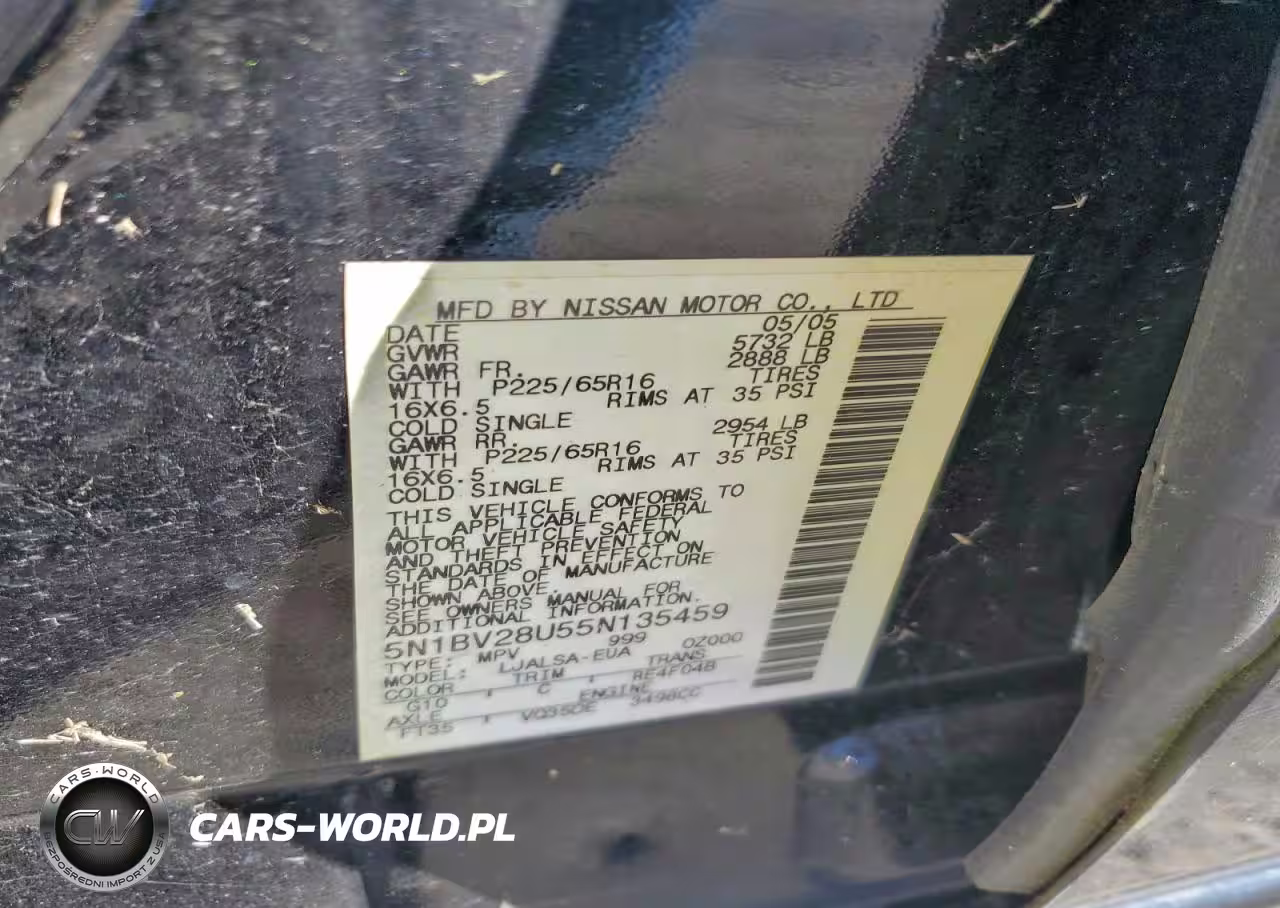 MFD BY NISSAN MOTOR CO., LTD
DATE 05/05
GVWR 5732 LB
GAWR FR. 2888 LB
WITH P225/65R16 TIRES
16X6.5 RIMS AT 35 PSI
COLD SINGLE
GAWR RR. 2954 LB
WITH P225/65R16 TIRES
16X6.5 RIMS AT 35 PSI
COLD SINGLE
THIS VEHICLE CONFORMS TO
ALL APPLICABLE FEDERAL
MOTOR VEHICLE SAFETY
AND THEFT PREVENTION
STANDARDS IN EFFECT ON
THE DATE OF MANUFACTURE
SHOWN ABOVE.
SEE OWNERS MANUAL FOR
ADDITIONAL INFORMATION.
5N1BV28U55N135459
TYPE: MPV 999 0Z000
MODEL: LJALSA-EUA
COLOR TRIM TRANS
G10 C RE4F04B
AXLE ENGINE
FT35 VQ35DE 3498CC
CARS-WORLD
CW
BEZPOŚREDNI IMPORT Z USA
CARS-WORLD.PL